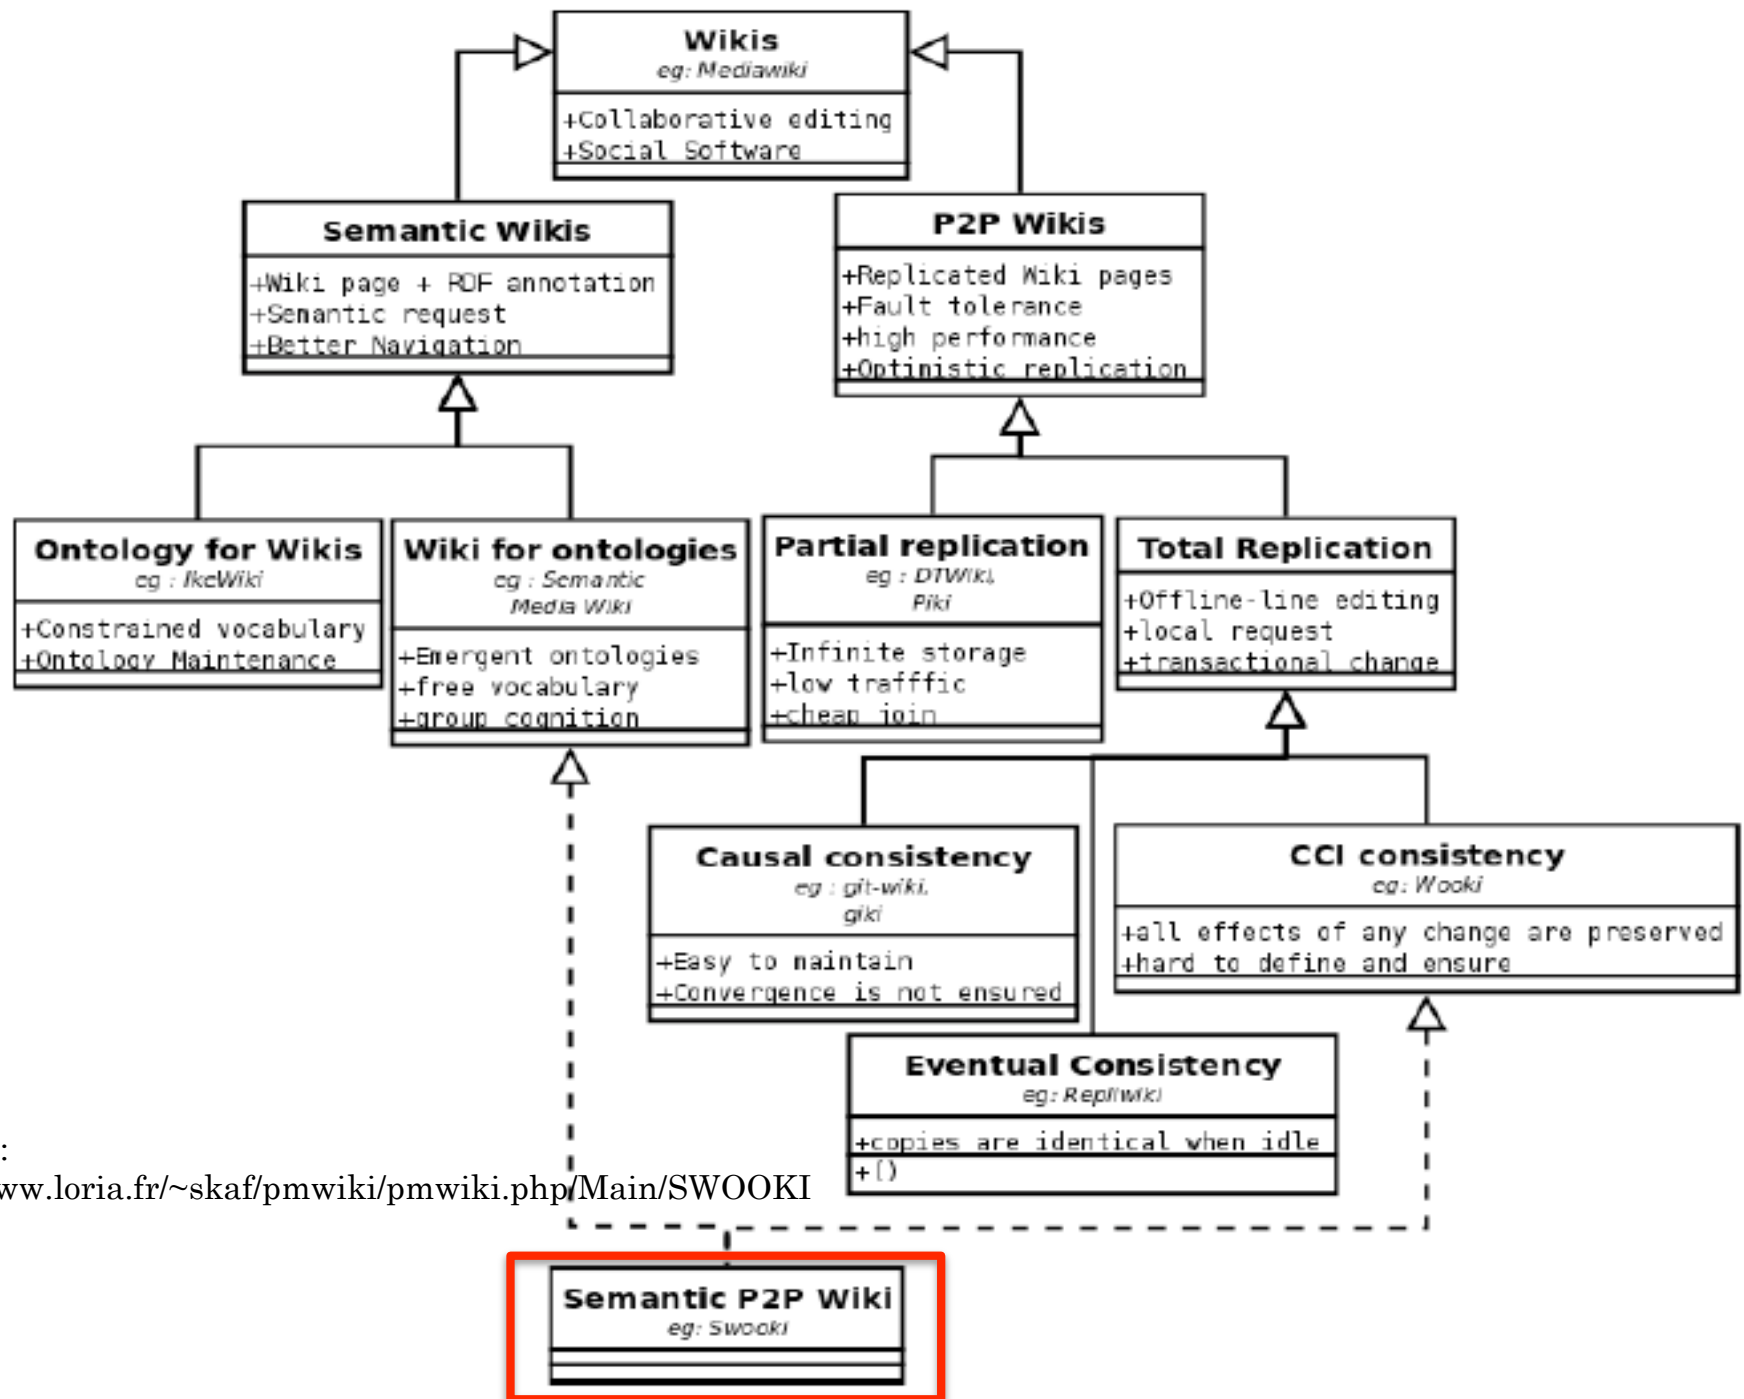 Wikis
eg: Mediawiki
+Collaborative editing
+Social Software
Semantic Wikis
+Wiki page + RDF annotation
+Semantic request
+Better Navigation
P2P Wikis
+Replicated Wiki pages
+Fault tolerance
+high performance
+Optimistic replication
Ontology for Wikis
eg : IkeWiki
+Constrained vocabulary
+Ontology Maintenance
Wiki for ontologies
eg : Semantic
Media Wiki
+Emergent ontologies
+free vocabulary
+group cognition
Partial replication
eg : DTWiki,
Piki
+Infinite storage
+low trafffic
+cheap join
Total Replication
+Offline-line editing
+local request
+transactional change
Causal consistency
eg : git-wiki,
giki
+Easy to maintain
+Convergence is not ensured
CCI consistency
eg: Wooki
+all effects of any change are preserved
+hard to define and ensure
Eventual Consistency
eg: Repliwiki
+copies are identical when idle
+()
:
ww.loria.fr/~skaf/pmwiki/pmwiki.php/Main/SWOOKI
Semantic P2P Wiki
eg: Swooki